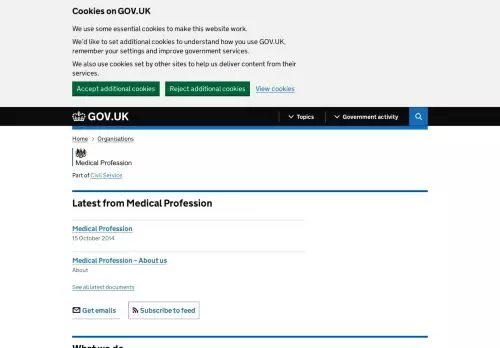 Cookies on GOV.UK
We use some essential cookies to make this website work.
We'd like to set additional cookies to understand how you use GOV.UK,
remember your settings and improve government services.
We also use cookies set by other sites to help us deliver content from their
services.
Accept additional cookies
Reject additional cookies
View cookies
GOV.UK
Topics
Government activity
Home
Organisations
Medical Profession
Part of Civil Service
Latest from Medical Profession
Medical Profession
15 October 2014
Medical Profession – About us
About
See all latest documents
Get emails
Subscribe to feed
What we do